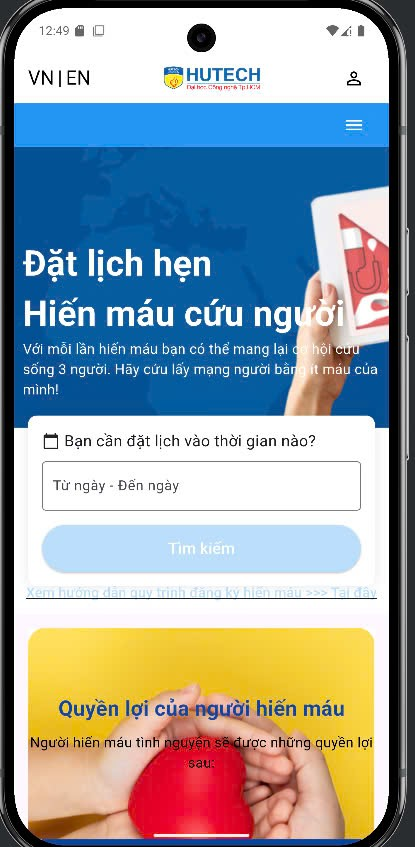 12:49
VN | EN
HUTECH
Đại học Công nghệ Tp.HCM
Đặt lịch hẹn
Hiến máu cứu người
Với mỗi lần hiến máu bạn có thể mang lại cơ hội cứu
sống 3 người. Hãy cứu lấy mạng người bằng ít máu của
mình!
Bạn cần đặt lịch vào thời gian nào?
Từ ngày - Đến ngày
Tìm kiếm
Xem hướng dẫn quy trình đăng ký hiến máu >>> Tại đây
Quyền lợi của người hiến máu
Người hiến máu tình nguyện sẽ được những quyền lợi
sau: